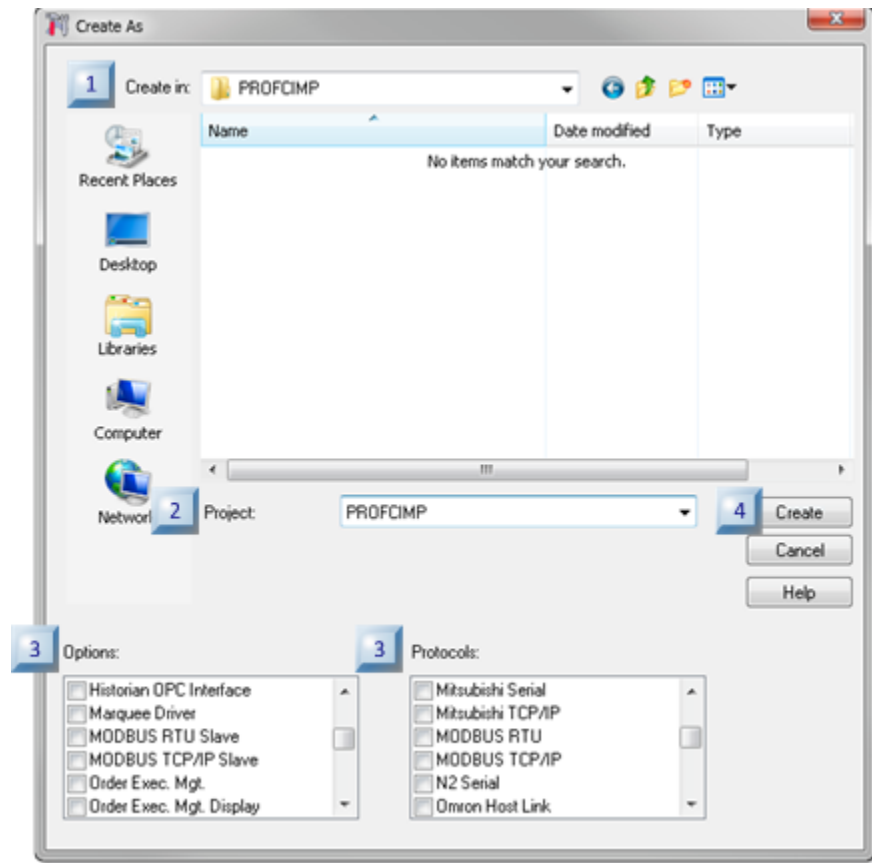 Create As
1 Create in: PROFCIMP
Name Date modified Type
No items match your search.
Recent Places
Desktop
Libraries
Computer
Network
2 Project: PROFCIMP
4 Create
Cancel
Help
3 Options:
Historian OPC Interface
Marquee Driver
MODBUS RTU Slave
MODBUS TCP/IP Slave
Order Exec. Mgt.
Order Exec. Mgt. Display
3 Protocols:
Mitsubishi Serial
Mitsubishi TCP/IP
MODBUS RTU
MODBUS TCP/IP
N2 Serial
Omron Host Link